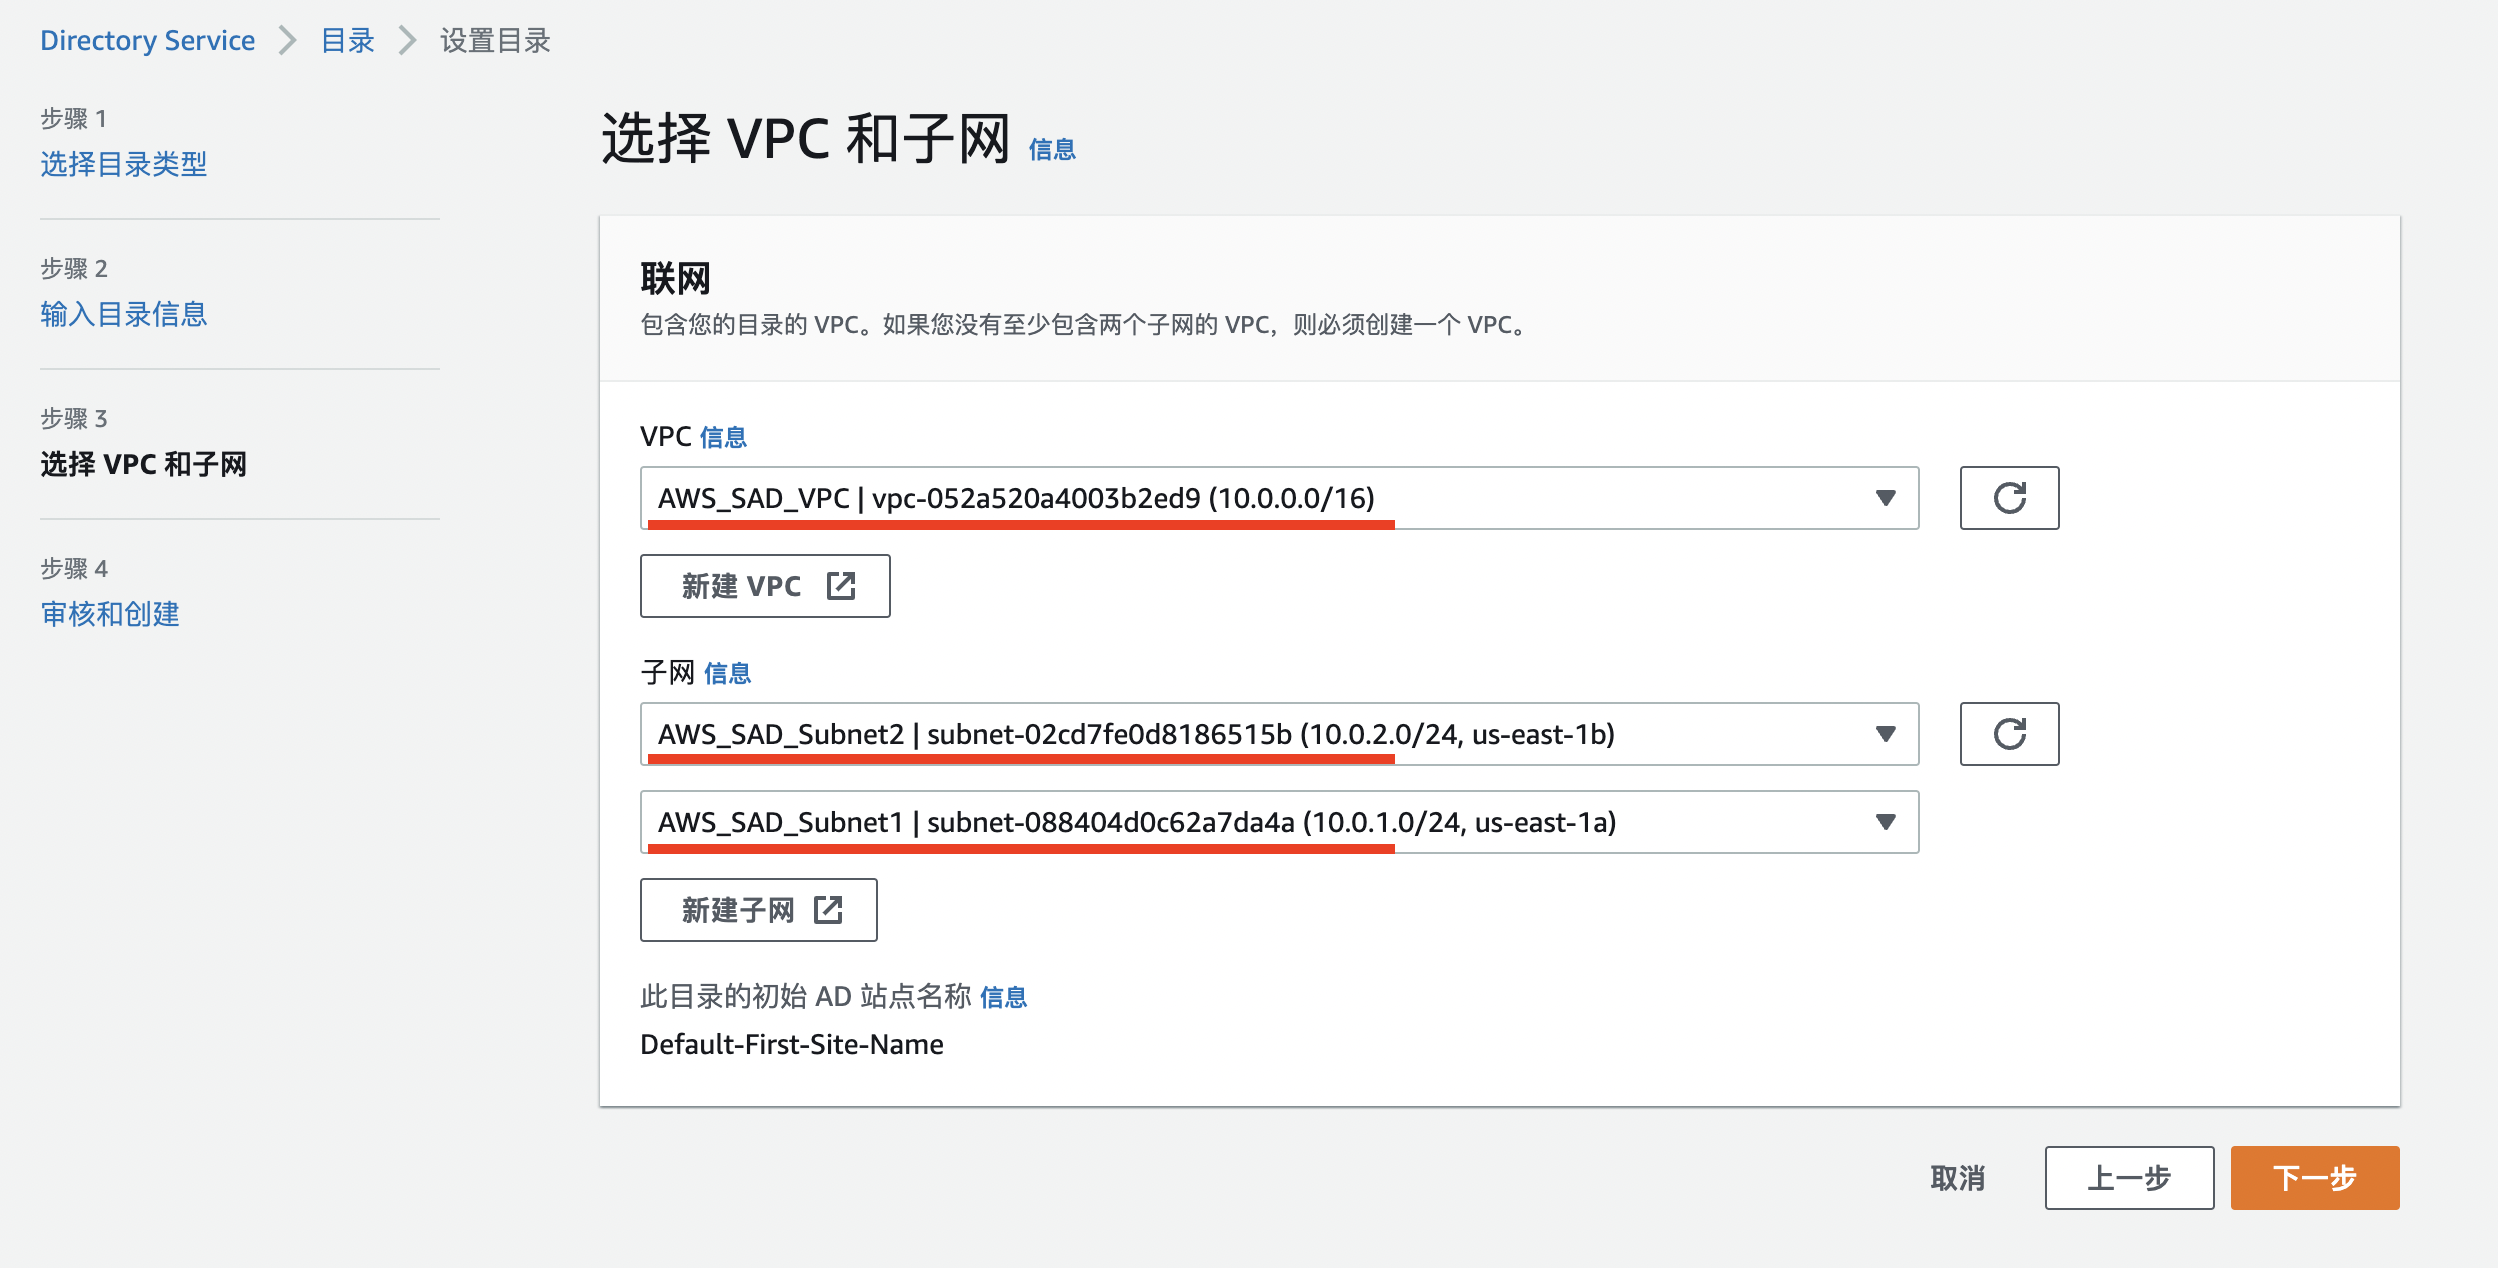 Directory Service > 目录 > 设置目录
步骤 1
选择目录类型
步骤 2
输入目录信息
步骤 3
选择 VPC 和子网
步骤 4
审核和创建
选择 VPC 和子网 信息
联网
包含您的目录的 VPC。如果您没有至少包含两个子网的 VPC，则必须创建一个 VPC。
VPC 信息
AWS_SAD_VPC | vpc-052a520a4003b2ed9 (10.0.0.0/16)
新建 VPC
子网 信息
AWS_SAD_Subnet2 | subnet-02cd7fe0d8186515b (10.0.2.0/24, us-east-1b)
AWS_SAD_Subnet1 | subnet-088404d0c62a7da4a (10.0.1.0/24, us-east-1a)
新建子网
此目录的初始 AD 站点名称 信息
Default-First-Site-Name
取消 上一步 下一步